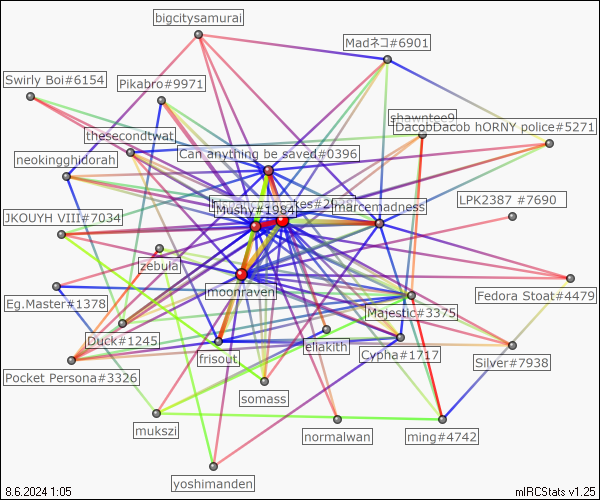 bigcitysamurai
Madネコ#6901
Swirly Boi#6154
Pikabro#9971
shawntee9
DacobDacob hORNY police#5271
thesecondtwat
Can anything be saved#0396
neokingghidorah
LPK2387 #7690
Mushy#1984
marcemadness
JKOUYH VIII#7034
zebula
moonraven
Fedora Stoat#4479
Eg.Master#1378
Majestic#3375
Duck#1245
eliakith
Cypha#1717
frisout
Silver#7938
Pocket Persona#3326
somass
mukszi
normalwan
ming#4742
yoshimanden
8.6.2024 1:05
mIRCStats v1.25